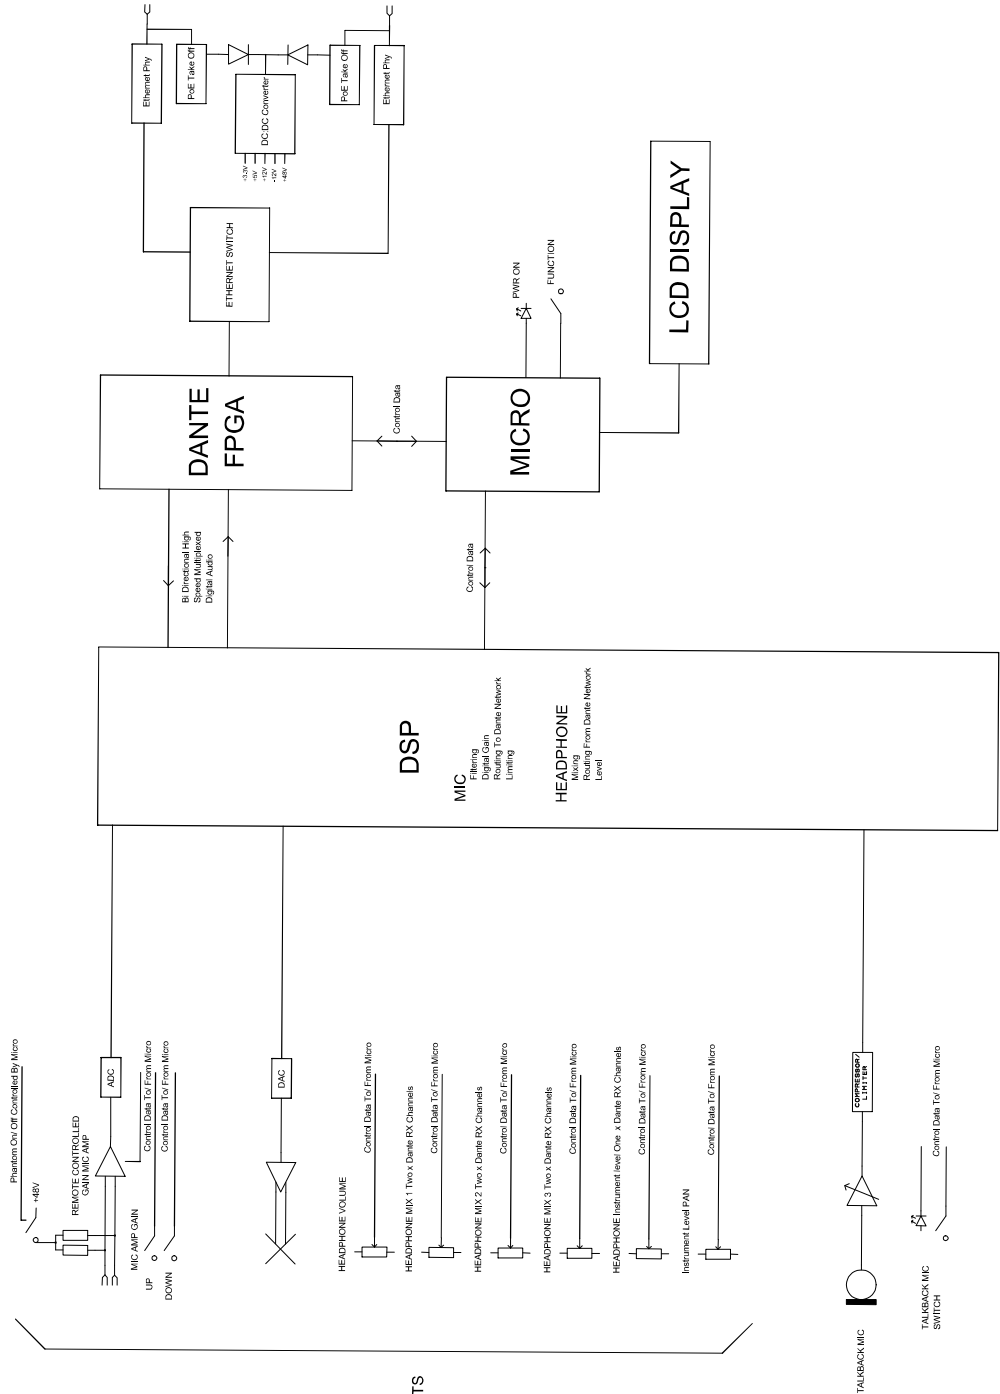 Ethernet Phy
PoE Take Off
DC:DC Converter
PoE Take Off
Ethernet Phy
+3.3V
+5V
+12V
-12V
+48V
ETHERNET SWITCH
DANTE
FPGA
Control Data
MICRO
PWR ON
FUNCTION
LCD DISPLAY
Bi Directional High
Speed Multiplexed
Digital Audio
Control Data
DSP
MIC
Filtering
Digital Gain
Routing To Dante Network
Limiting
HEADPHONE
Mixing
Routing From Dante Network
Level
Phantom On/ Off Controlled By Micro
+48V
REMOTE CONTROLLED
GAIN MIC AMP
ADC
MIC AMP GAIN
UP
Control Data To/ From Micro
DOWN
Control Data To/ From Micro
DAC
HEADPHONE VOLUME
Control Data To/ From Micro
HEADPHONE MIX 1 Two x Dante RX Channels
Control Data To/ From Micro
HEADPHONE MIX 2 Two x Dante RX Channels
Control Data To/ From Micro
HEADPHONE MIX 3 Two x Dante RX Channels
Control Data To/ From Micro
HEADPHONE Instrument level One x Dante RX Channels
Control Data To/ From Micro
Instrument Level PAN
Control Data To/ From Micro
COMPRESSOR/
LIMITER
TALKBACK MIC
TALKBACK MIC
SWITCH
Control Data To/ From Micro
TS